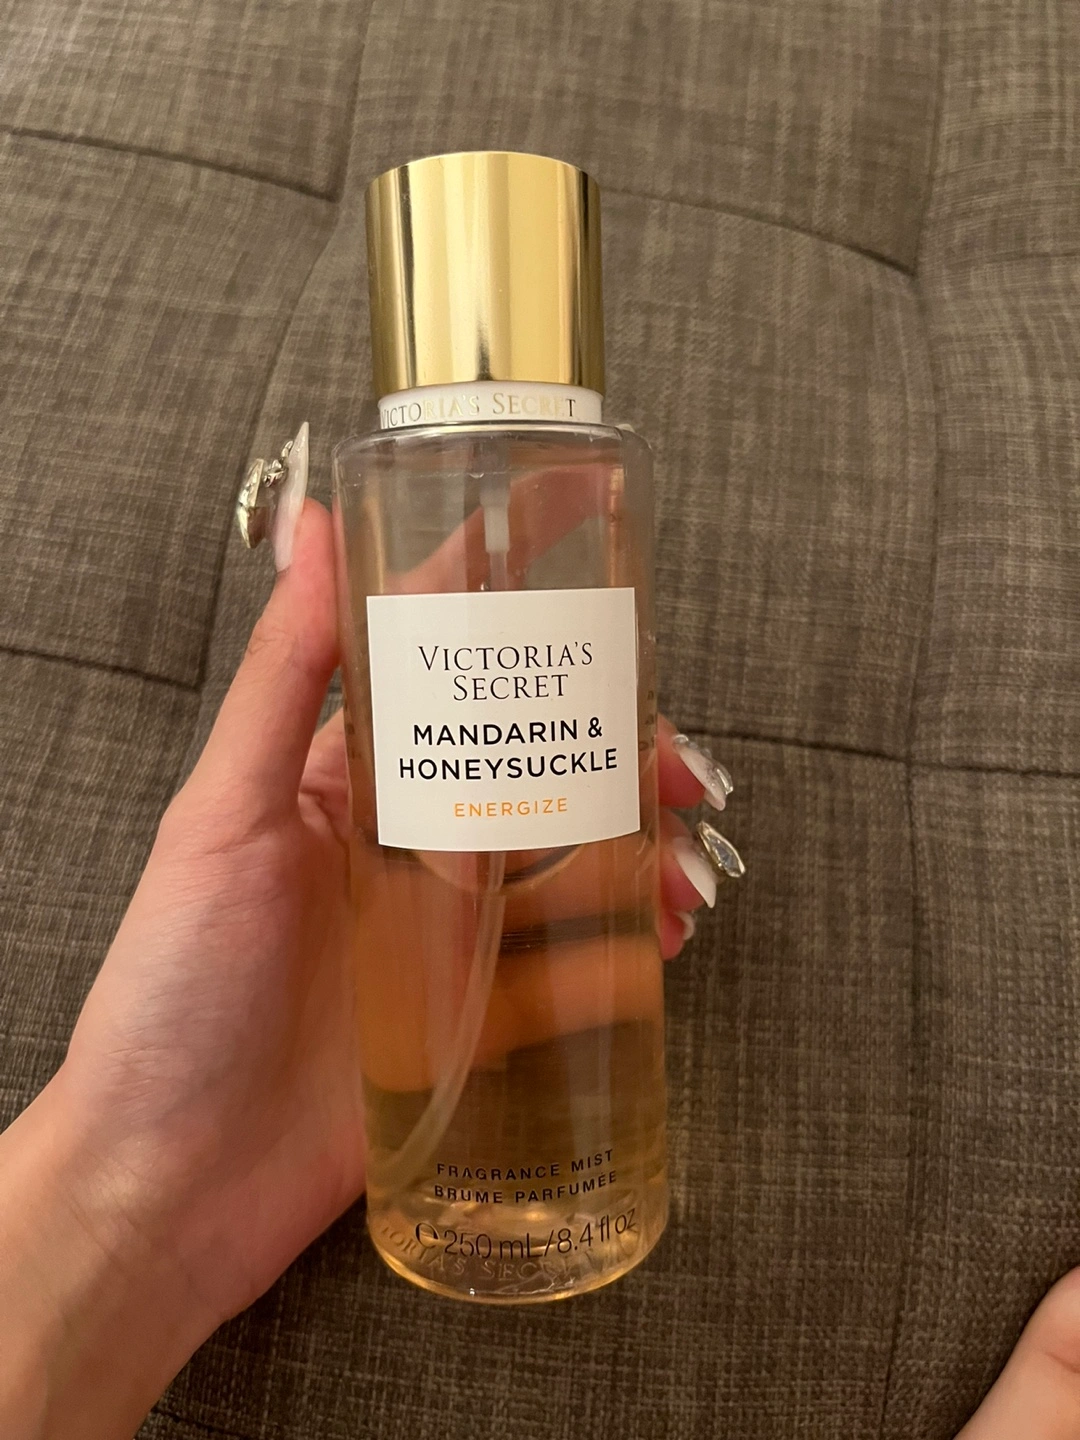 VICTORIA'S SECRET
VICTORIA'S
SECRET
MANDARIN &
HONEYSUCKLE
ENERGIZE
FRAGRANCE MIST
BRUME PARFUMÉE
℮ 250 mL/8.4 fl oz